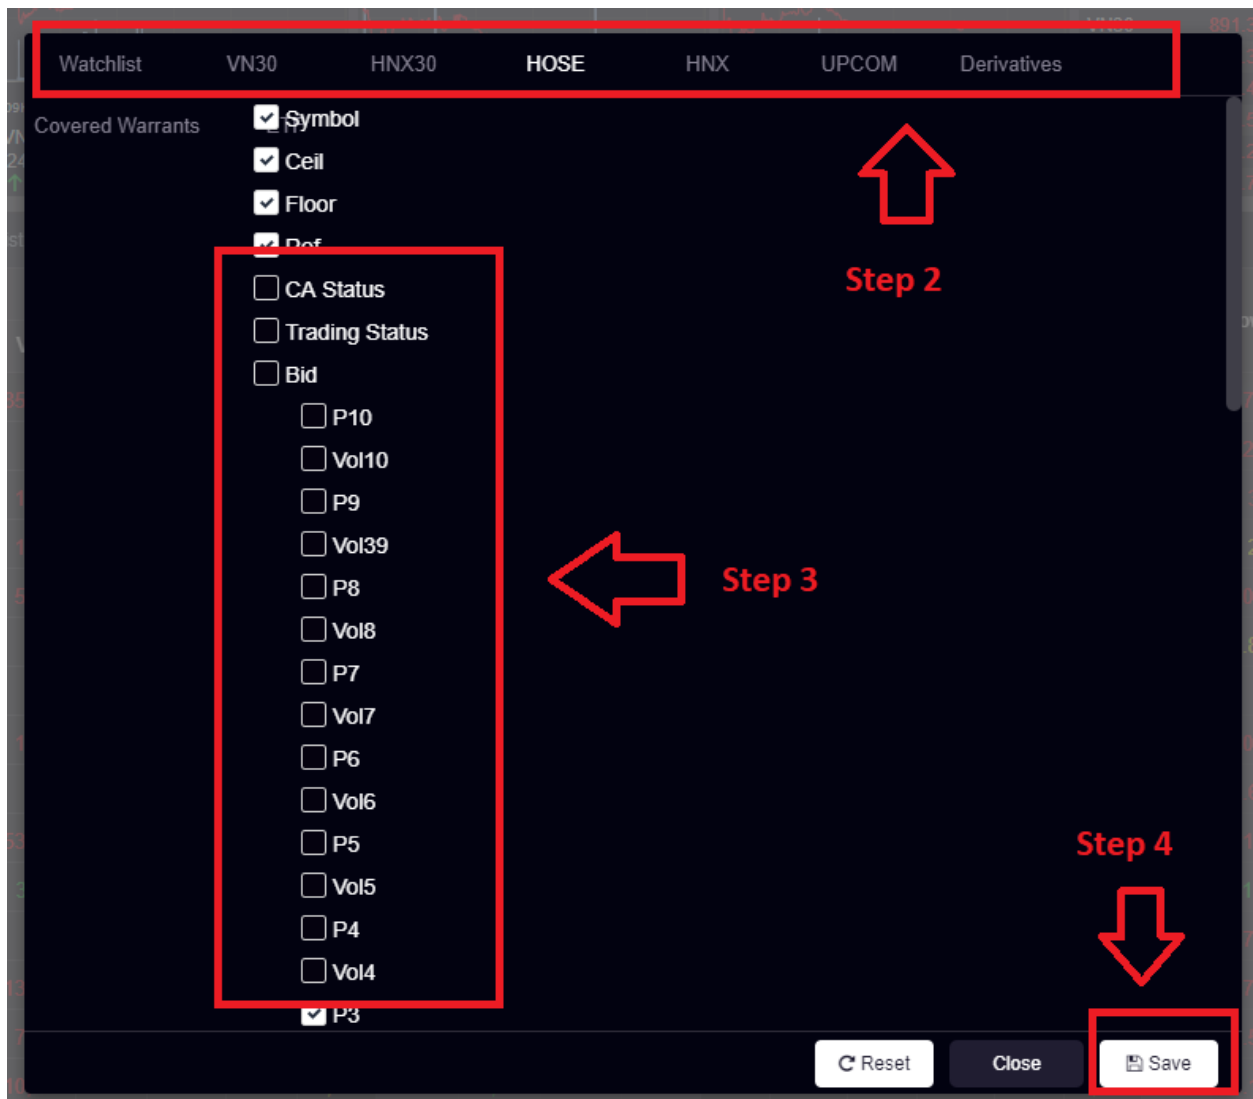 Watchlist VN30 HNX30 HOSE HNX UPCOM Derivatives
Covered Warrants
Symbol
Ceil
Floor
Ref
CA Status
Step 2
Trading Status
Bid
P10
Vol10
P9
Vol39
P8
Step 3
Vol8
P7
Vol7
P6
Vol6
P5
Step 4
Vol5
P4
Vol4
P3
Reset Close Save